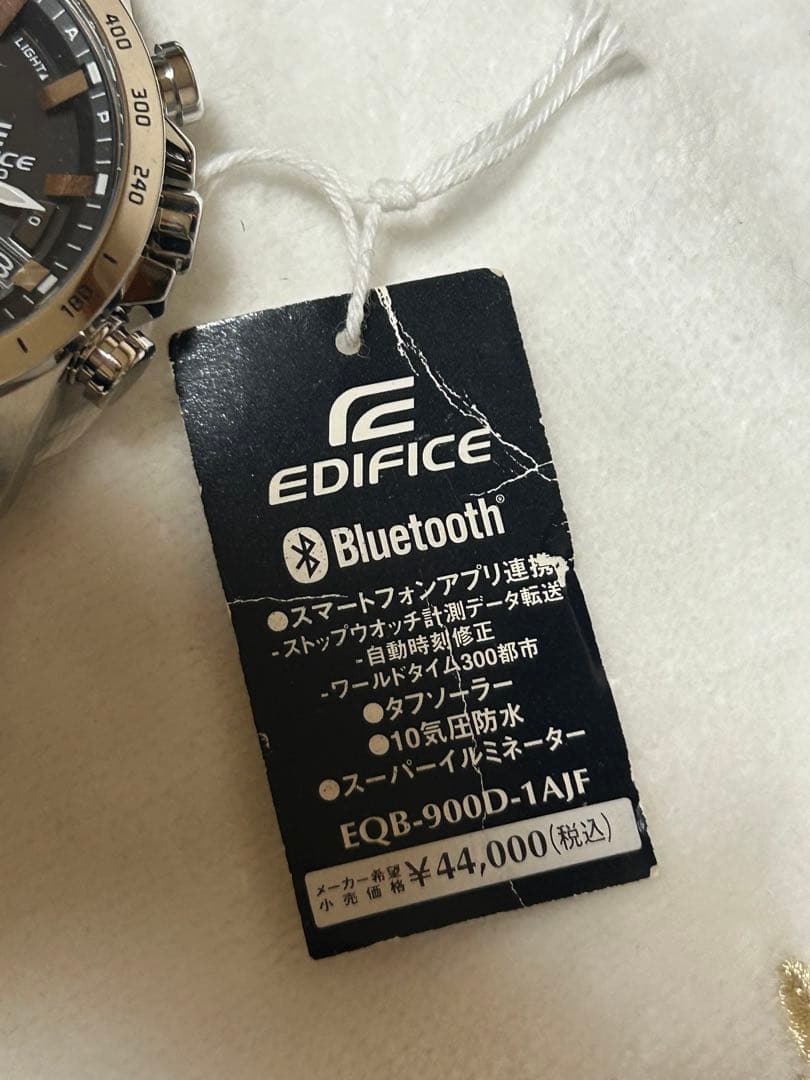 400
A
LIGHT
300
P
240
180
EDIFICE
Bluetooth®
●スマートフォンアプリ連携
-ストップウオッチ計測データ転送
-自動時刻修正
-ワールドタイム300都市
●タフソーラー
●10気圧防水
●スーパーイルミネーター
EQB-900D-1AJF
メーカー希望
小売価格 ¥44,000(税込)